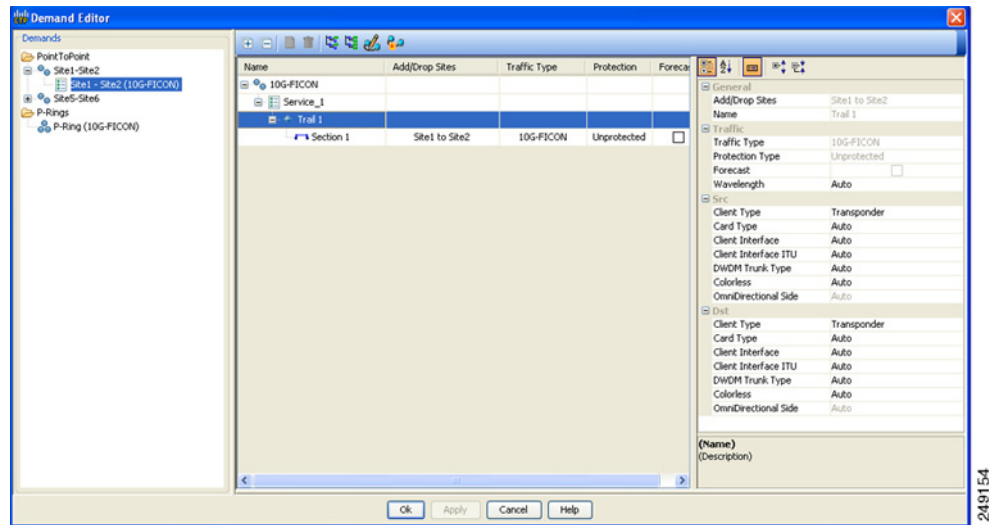 Demand Editor
Demands
PointToPoint
Site1-Site2
Site1 - Site2 (10G-FICON)
Site5-Site6
P-Rings
P-Ring (10G-FICON)
Name Add/Drop Sites Traffic Type Protection Foreca
10G-FICON
Service_1
Trail 1
Section 1 Site1 to Site2 10G-FICON Unprotected
General
Add/Drop Sites Site1 to Site2
Name Trail 1
Traffic
Traffic Type 10G-FICON
Protection Type Unprotected
Forecast
Wavelength Auto
Src
Client Type Transponder
Card Type Auto
Client Interface Auto
Client Interface ITU Auto
DWDM Trunk Type Auto
Colorless Auto
OmniDirectional Side Auto
Dst
Client Type Transponder
Card Type Auto
Client Interface Auto
Client Interface ITU Auto
DWDM Trunk Type Auto
Colorless Auto
OmniDirectional Side Auto
(Name)
(Description)
Ok Apply Cancel Help
249154